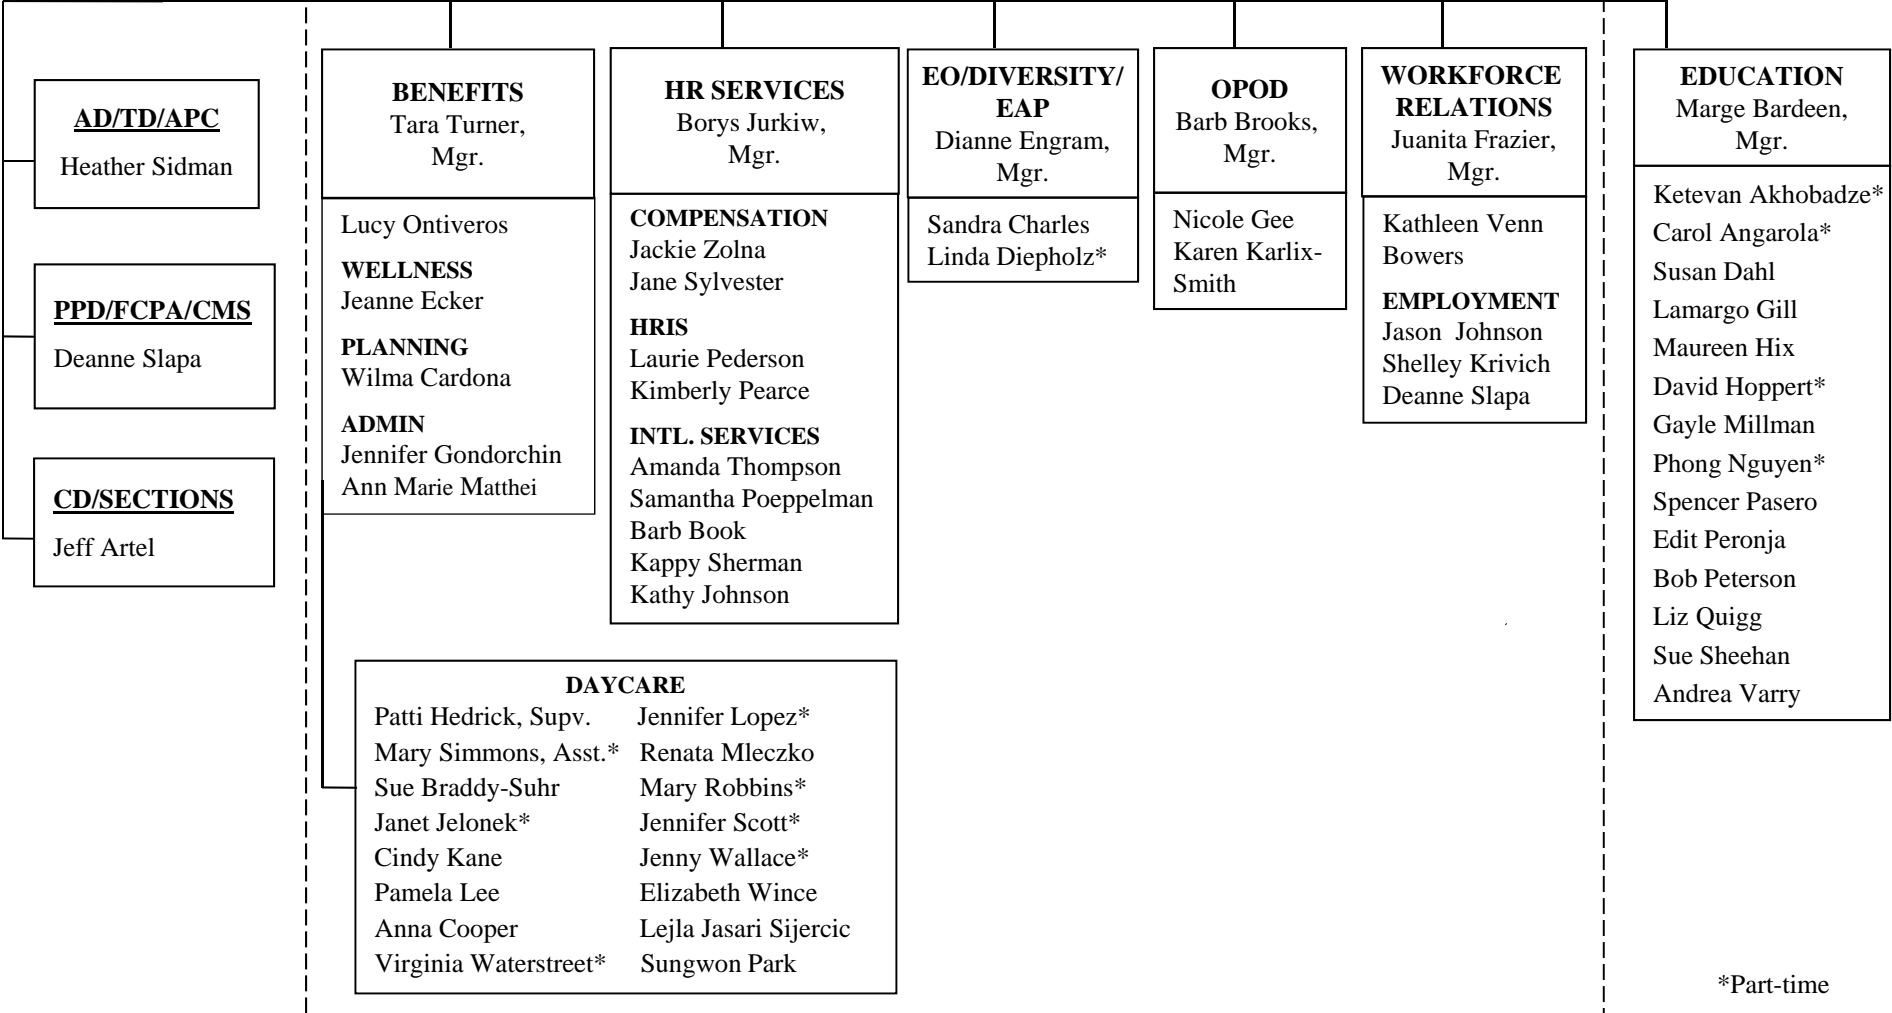 AD/TD/APC
Heather Sidman
PPD/FCPA/CMS
Deanne Slapa
CD/SECTIONS
Jeff Artel
BENEFITS
Tara Turner,
Mgr.
Lucy Ontiveros
WELLNESS
Jeanne Ecker
PLANNING
Wilma Cardona
ADMIN
Jennifer Gondorchin
Ann Marie Matthei
HR SERVICES
Borys Jurkiw,
Mgr.
COMPENSATION
Jackie Zolna
Jane Sylvester
HRIS
Laurie Pederson
Kimberly Pearce
INTL. SERVICES
Amanda Thompson
Samantha Poeppelman
Barb Book
Kappy Sherman
Kathy Johnson
EO/DIVERSITY/
EAP
Dianne Engram,
Mgr.
Sandra Charles
Linda Diepholz*
OPOD
Barb Brooks,
Mgr.
Nicole Gee
Karen Karlix-
Smith
WORKFORCE
RELATIONS
Juanita Frazier,
Mgr.
Kathleen Venn
Bowers
EMPLOYMENT
Jason Johnson
Shelley Krivich
Deanne Slapa
EDUCATION
Marge Bardeen,
Mgr.
Ketevan Akhobadze*
Carol Angarola*
Susan Dahl
Lamargo Gill
Maureen Hix
David Hoppert*
Gayle Millman
Phong Nguyen*
Spencer Pasero
Edit Peronja
Bob Peterson
Liz Quigg
Sue Sheehan
Andrea Varry
DAYCARE
Patti Hedrick, Supv. Jennifer Lopez*
Mary Simmons, Asst.* Renata Mleczko
Sue Braddy-Suhr Mary Robbins*
Janet Jelonek* Jennifer Scott*
Cindy Kane Jenny Wallace*
Pamela Lee Elizabeth Wince
Anna Cooper Lejla Jasari Sijercic
Virginia Waterstreet* Sungwon Park
*Part-time